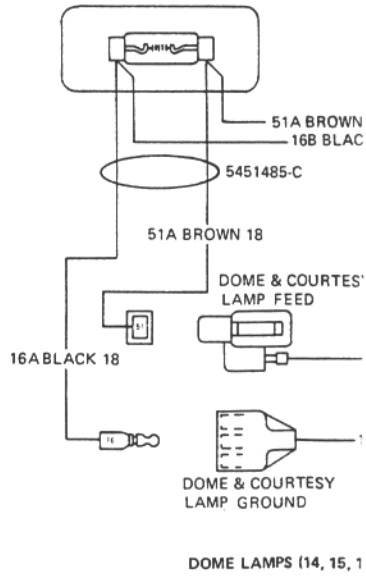 51A BROWN
16B BLAC
5451485-C
51A BROWN 18
DOME & COURTES
LAMP FEED
51
16A BLACK 18
16
DOME & COURTESY
LAMP GROUND
DOME LAMPS (14, 15, 1